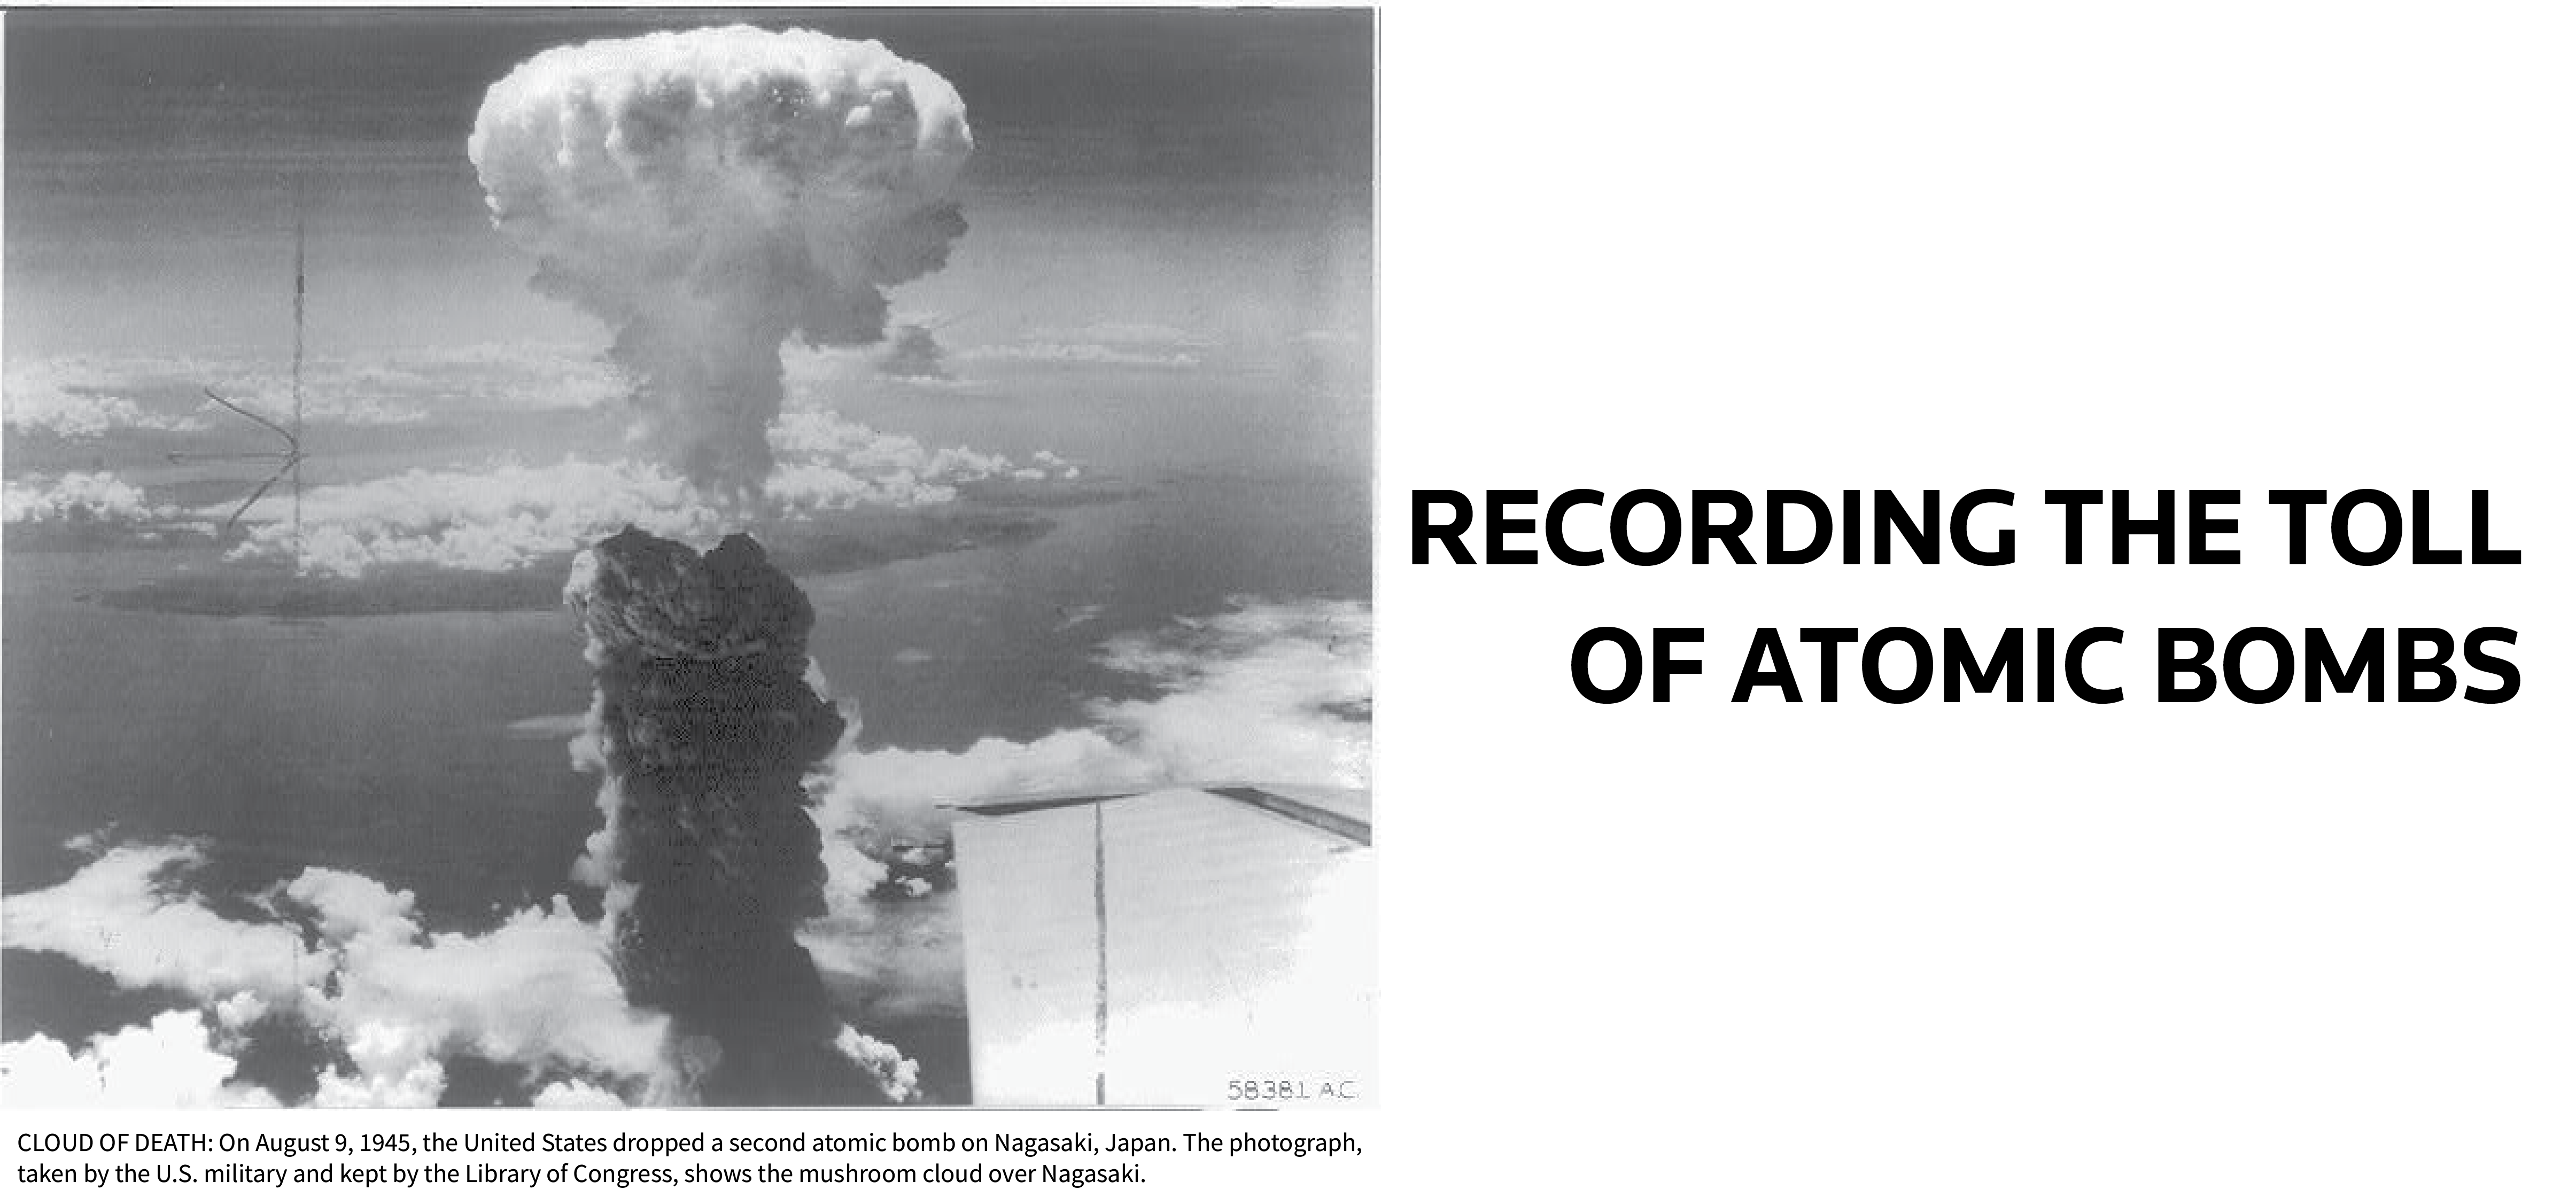 RECORDING THE TOLL
OF ATOMIC BOMBS
58381 A.C.
CLOUD OF DEATH: On August 9, 1945, the United States dropped a second atomic bomb on Nagasaki, Japan. The photograph,
taken by the U.S. military and kept by the Library of Congress, shows the mushroom cloud over Nagasaki.